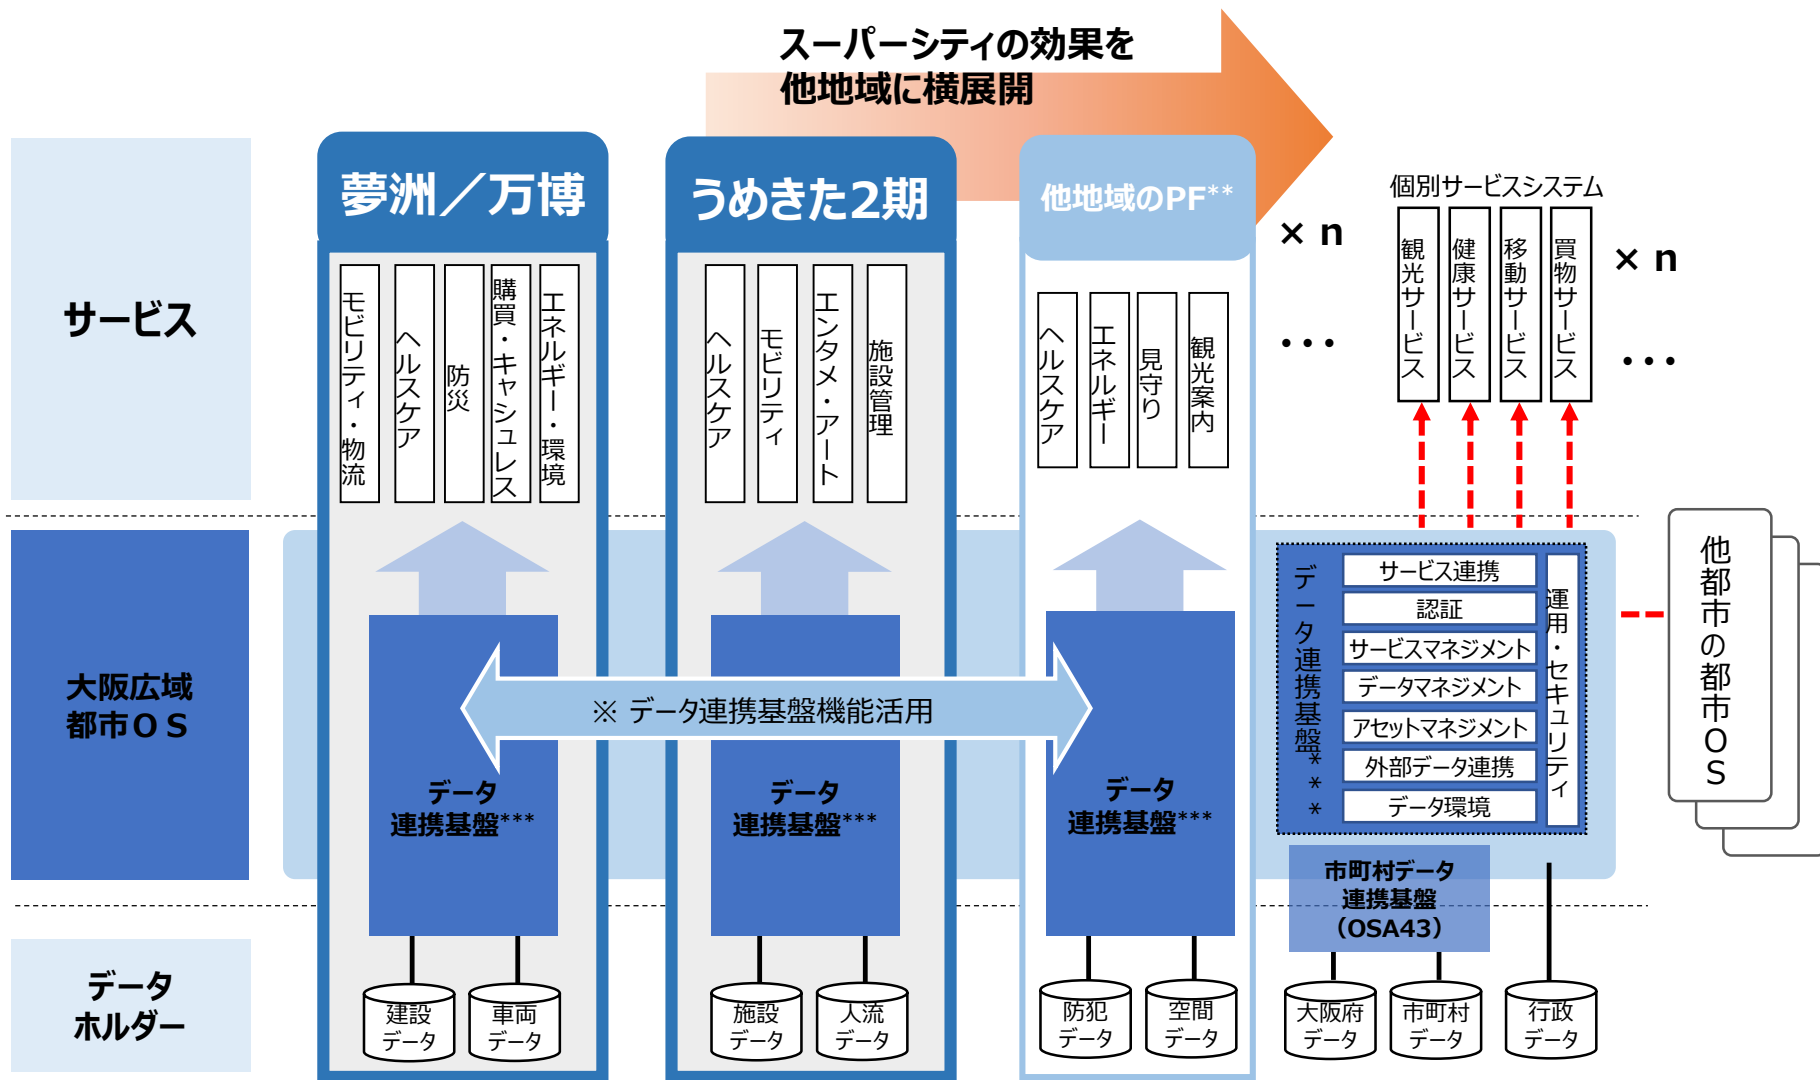 スーパーシティの効果を
他地域に横展開
サービス
夢洲／万博
モビリティ・物流
ヘルスケア
防災
購買・キャシュレス
エネルギー・環境
うめきた2期
ヘルスケア
モビリティ
エンタメ・アート
施設管理
他地域のPF**
ヘルスケア
エネルギー
見守り
観光案内
× n
・・・
個別サービスシステム
観光サービス
健康サービス
移動サービス
買物サービス
× n
・・・
大阪広域
都市ＯＳ
データ
連携基盤***
データ
連携基盤***
データ
連携基盤***
※ データ連携基盤機能活用
データ連携基盤***
サービス連携
認証
サービスマネジメント
データマネジメント
アセットマネジメント
外部データ連携
データ環境
運用・セキュリティ
他都市の都市OS
市町村データ
連携基盤
（OSA43）
データ
ホルダー
建設
データ
車両
データ
施設
データ
人流
データ
防犯
データ
空間
データ
大阪府
データ
市町村
データ
行政
データ